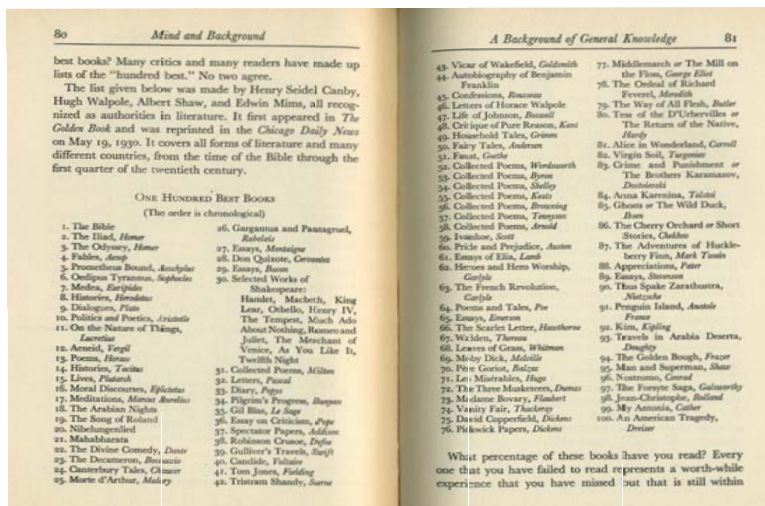 80 Mind and Background
best books? Many critics and many readers have made up
lists of the "hundred best." No two agree.
The list given below was made by Henry Seidel Canby,
Hugh Walpole, Albert Shaw, and Edwin Mims, all recog-
nized as authorities in literature. It first appeared in The
Golden Book and was reprinted in the Chicago Daily News
on May 19, 1930. It covers all forms of literature and many
different countries, from the time of the Bible through the
first quarter of the twentieth century.
ONE HUNDRED BEST BOOKS
(The order is chronological)
1. The Bible
2. The Iliad, Homer
3. The Odyssey, Homer
4. Fables, Aesop
5. Prometheus Bound, Aeschylus
6. Oedipus Tyrannus, Sophocles
7. Medea, Euripides
8. Histories, Herodotus
9. Dialogues, Plato
10. Politics and Poetics, Aristotle
11. On the Nature of Things,
Lucretius
12. Aeneid, Vergil
13. Poems, Horace
14. Histories, Tacitus
15. Lives, Plutarch
16. Moral Discourses, Epictetus
17. Meditations, Marcus Aurelius
18. The Arabian Nights
19. The Song of Roland
20. Nibelungenlied
21. Mahabharata
22. The Divine Comedy, Dante
23. The Decameron, Boccaccio
24. Canterbury Tales, Chaucer
25. Morte d'Arthur, Malory
26. Gargantua and Pantagruel,
Rabelais
27. Essays, Montaigne
28. Don Quixote, Cervantes
29. Essays, Bacon
30. Selected Works of
Shakespeare:
Hamlet, Macbeth, King
Lear, Othello, Henry IV,
The Tempest, Much Ado
About Nothing, Romeo and
Juliet, The Merchant of
Venice, As You Like It,
Twelfth Night
31. Collected Poems, Milton
32. Letters, Pascal
33. Diary, Pepys
34. Pilgrim's Progress, Bunyan
35. Gil Blas, Le Sage
36. Essay on Criticism, Pope
37. Spectator Papers, Addison
38. Robinson Crusoe, Defoe
39. Gulliver's Travels, Swift
40. Candide, Voltaire
41. Tom Jones, Fielding
42. Tristram Shandy, Sterne
A Background of General Knowledge 81
43. Vicar of Wakefield, Goldsmith
44. Autobiography of Benjamin
Franklin
45. Confessions, Rousseau
46. Letters of Horace Walpole
47. Life of Johnson, Boswell
48. Critique of Pure Reason, Kant
49. Household Tales, Grimm
50. Fairy Tales, Andersen
51. Faust, Goethe
52. Collected Poems, Wordsworth
53. Collected Poems, Byron
54. Collected Poems, Shelley
55. Collected Poems, Keats
56. Collected Poems, Browning
57. Collected Poems, Tennyson
58. Collected Poems, Arnold
59. Ivanhoe, Scott
60. Pride and Prejudice, Austen
61. Essays of Elia, Lamb
62. Heroes and Hero Worship,
Carlyle
63. The French Revolution,
Carlyle
64. Poems and Tales, Poe
65. Essays, Emerson
66. The Scarlet Letter, Hawthorne
67. Walden, Thoreau
68. Leaves of Grass, Whitman
69. Moby Dick, Melville
70. Père Goriot, Balzac
71. Les Misérables, Hugo
72. The Three Musketeers, Dumas
73. Madame Bovary, Flaubert
74. Vanity Fair, Thackeray
75. David Copperfield, Dickens
76. Pickwick Papers, Dickens
77. Middlemarch or The Mill on
the Floss, George Eliot
78. The Ordeal of Richard
Feverel, Meredith
79. The Way of All Flesh, Butler
80. Tess of the D'Urbervilles or
The Return of the Native,
Hardy
81. Alice in Wonderland, Carroll
82. Virgin Soil, Turgenev
83. Crime and Punishment or
The Brothers Karamazov,
Dostoievski
84. Anna Karenina, Tolstoi
85. Ghosts or The Wild Duck,
Ibsen
86. The Cherry Orchard or Short
Stories, Chekhov
87. The Adventures of Huckle-
berry Finn, Mark Twain
88. Appreciations, Pater
89. Essays, Stevenson
90. Thus Spake Zarathustra,
Nietzsche
91. Penguin Island, Anatole
France
92. Kim, Kipling
93. Travels in Arabia Deserta,
Doughty
94. The Golden Bough, Frazer
95. Man and Superman, Shaw
96. Nostromo, Conrad
97. The Forsyte Saga, Galsworthy
98. Jean-Christophe, Rolland
99. My Antonia, Cather
100. An American Tragedy,
Dreiser
What percentage of these books have you read? Every
one that you have failed to read represents a worth-while
experience that you have missed but that is still within